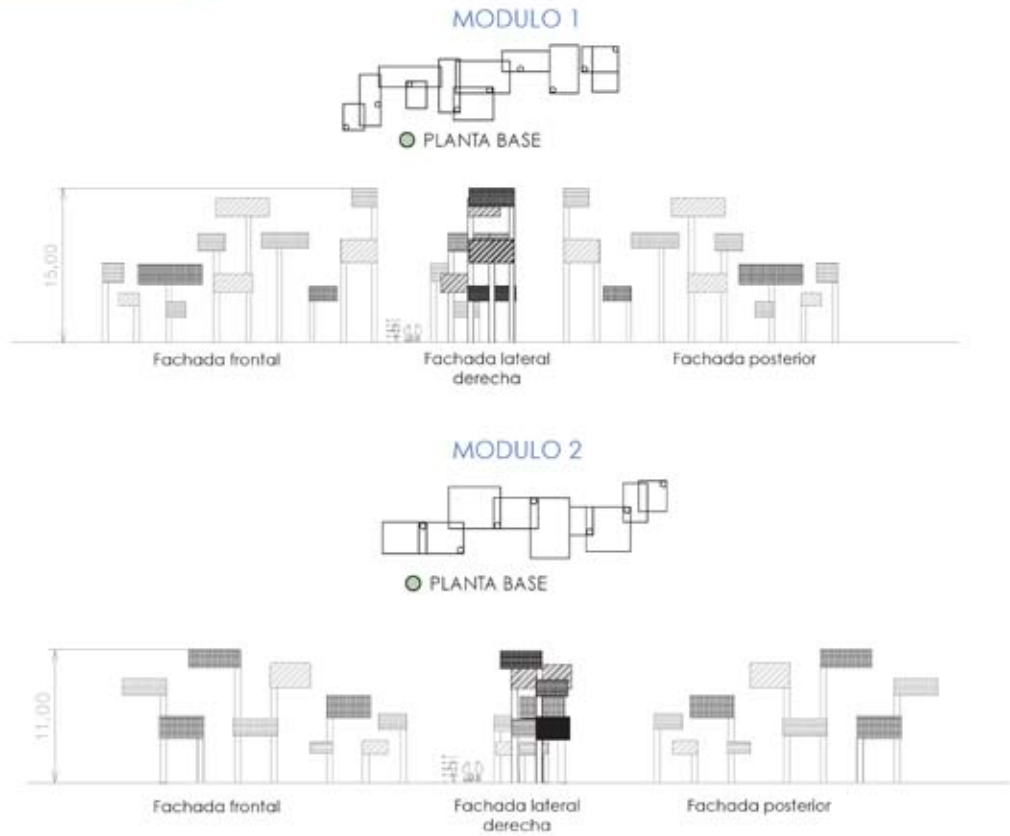 MODULO 1
PLANTA BASE
15,00
Fachada frontal
Fachada lateral
derecha
Fachada posterior
MODULO 2
PLANTA BASE
11,00
Fachada frontal
Fachada lateral
derecha
Fachada posterior